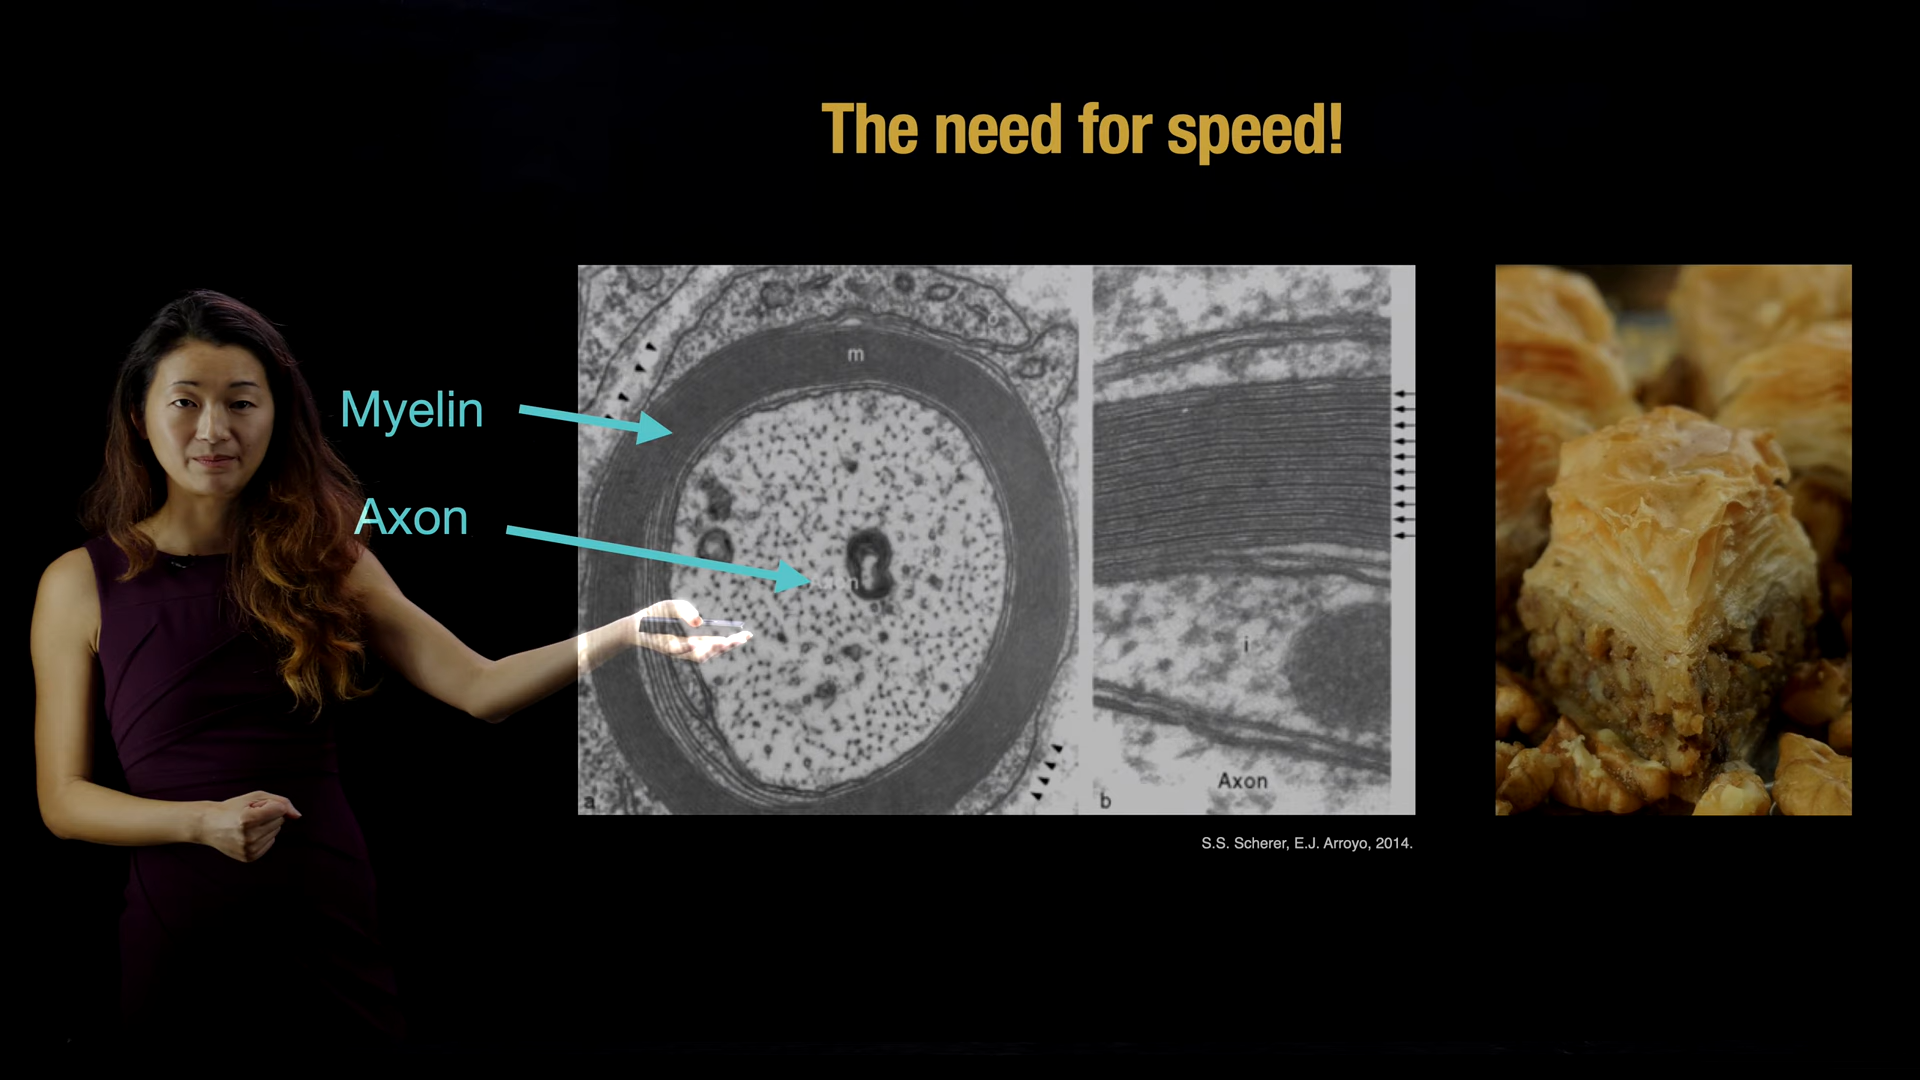 The need for speed!
Myelin
Axon
m
a
i
Axon
b
S.S. Scherer, E.J. Arroyo, 2014.